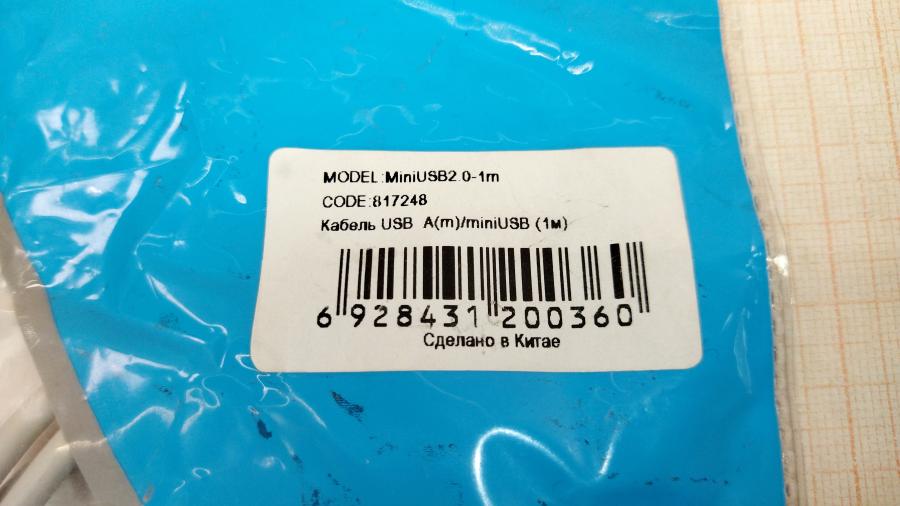 MODEL:MiniUSB2.0-1m
CODE:817248
Кабель USB A(m)/miniUSB (1м)
6 928431 200360
Сделано в Китае